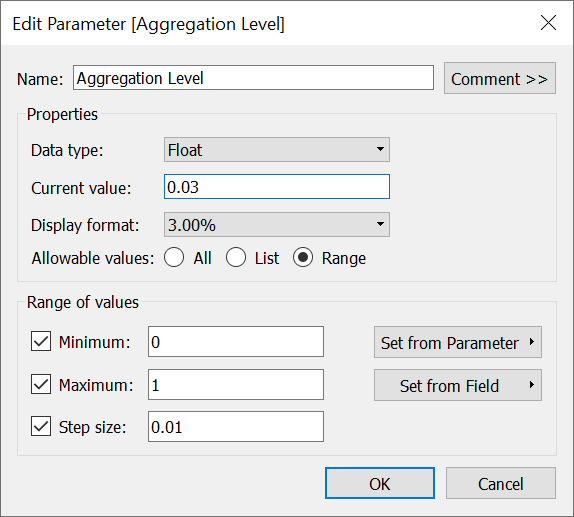 Edit Parameter [Aggregation Level]
Name: Aggregation Level Comment >>
Properties
Data type: Float
Current value: 0.03
Display format: 3.00%
Allowable values: All List Range
Range of values
Minimum: 0 Set from Parameter
Maximum: 1 Set from Field
Step size: 0.01
OK Cancel